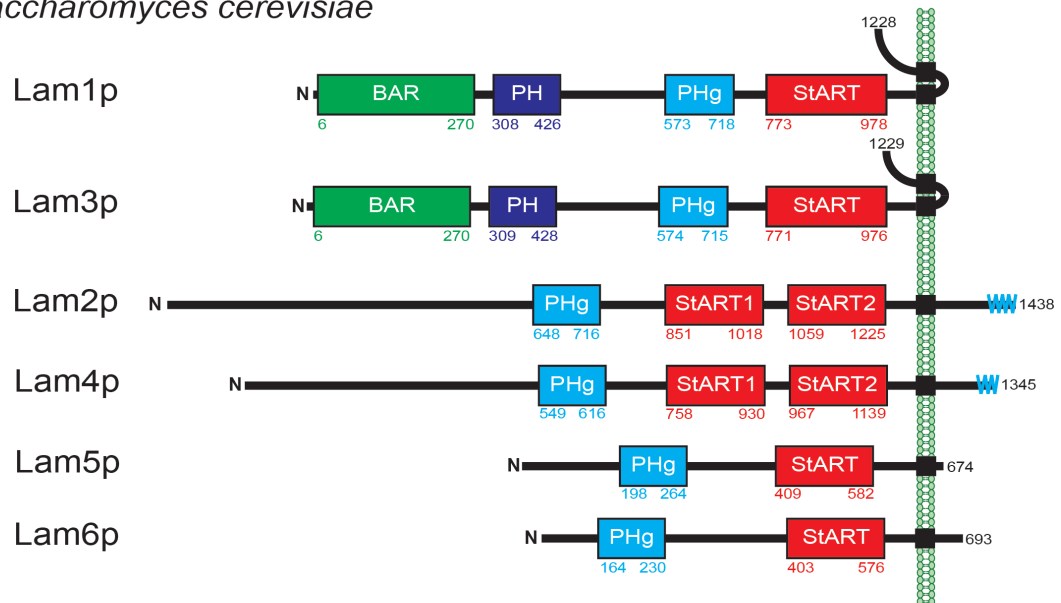 accharomyces cerevisiae
1228
Lam1p N BAR PH PHg StART
6 270 308 426 573 718 773 978
1229
Lam3p N BAR PH PHg StART
6 270 309 428 574 715 771 976
Lam2p N PHg StART1 StART2 1438
648 716 851 1018 1059 1225
Lam4p N PHg StART1 StART2 1345
549 616 758 930 967 1139
Lam5p N PHg StART 674
198 264 409 582
Lam6p N PHg StART 693
164 230 403 576